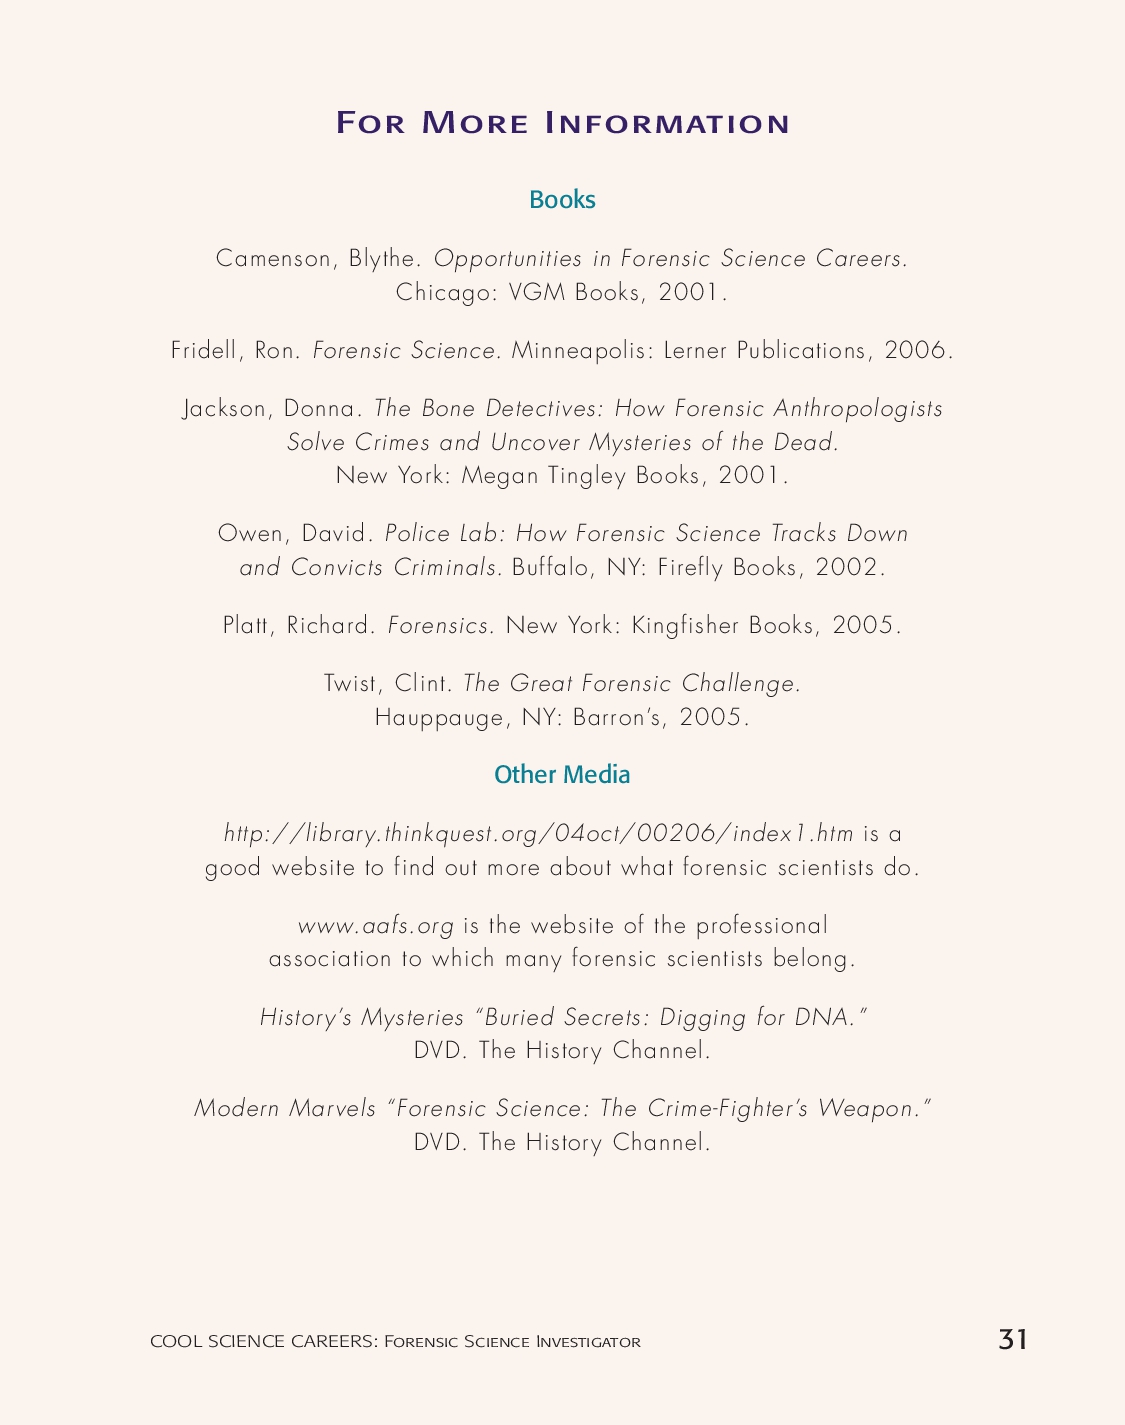 For More Information
Books
Camenson, Blythe. Opportunities in Forensic Science Careers.
Chicago: VGM Books, 2001.
Fridell, Ron. Forensic Science. Minneapolis: Lerner Publications, 2006.
Jackson, Donna. The Bone Detectives: How Forensic Anthropologists
Solve Crimes and Uncover Mysteries of the Dead.
New York: Megan Tingley Books, 2001.
Owen, David. Police Lab: How Forensic Science Tracks Down
and Convicts Criminals. Buffalo, NY: Firefly Books, 2002.
Platt, Richard. Forensics. New York: Kingfisher Books, 2005.
Twist, Clint. The Great Forensic Challenge.
Hauppauge, NY: Barron’s, 2005.
Other Media
http://library.thinkquest.org/04oct/00206/index1.htm is a
good website to find out more about what forensic scientists do.
www.aafs.org is the website of the professional
association to which many forensic scientists belong.
History’s Mysteries “Buried Secrets: Digging for DNA.”
DVD. The History Channel.
Modern Marvels “Forensic Science: The Crime-Fighter’s Weapon.”
DVD. The History Channel.
COOL SCIENCE CAREERS: Forensic Science Investigator
31